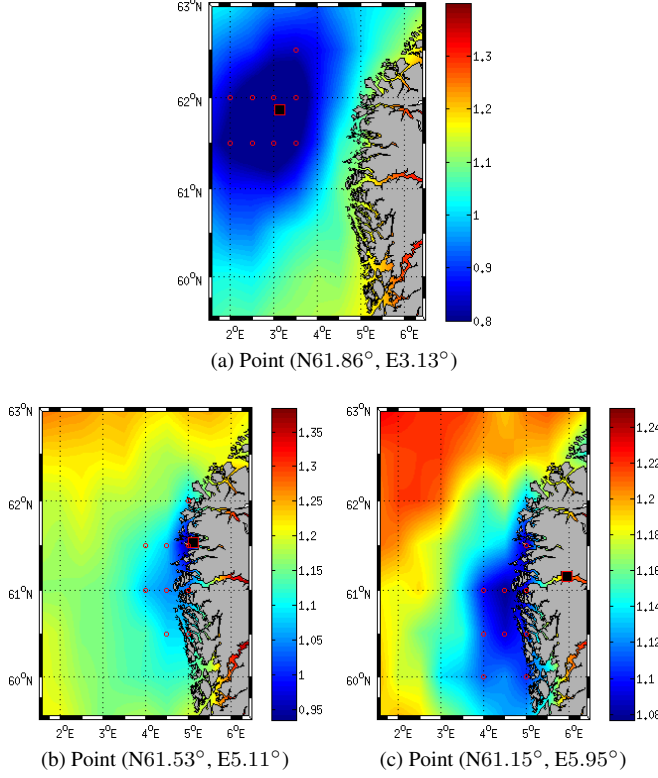 63°N
62°N
61°N
60°N
2°E 3°E 4°E 5°E 6°E
1.3
1.2
1.1
1
0.9
0.8
(a) Point (N61.86°, E3.13°)
63°N
62°N
61°N
60°N
2°E 3°E 4°E 5°E 6°E
1.35
1.3
1.25
1.2
1.15
1.1
1.05
1
0.95
(b) Point (N61.53°, E5.11°)
63°N
62°N
61°N
60°N
2°E 3°E 4°E 5°E 6°E
1.24
1.22
1.20
1.18
1.16
1.14
1.12
1.10
1.08
(c) Point (N61.15°, E5.95°)